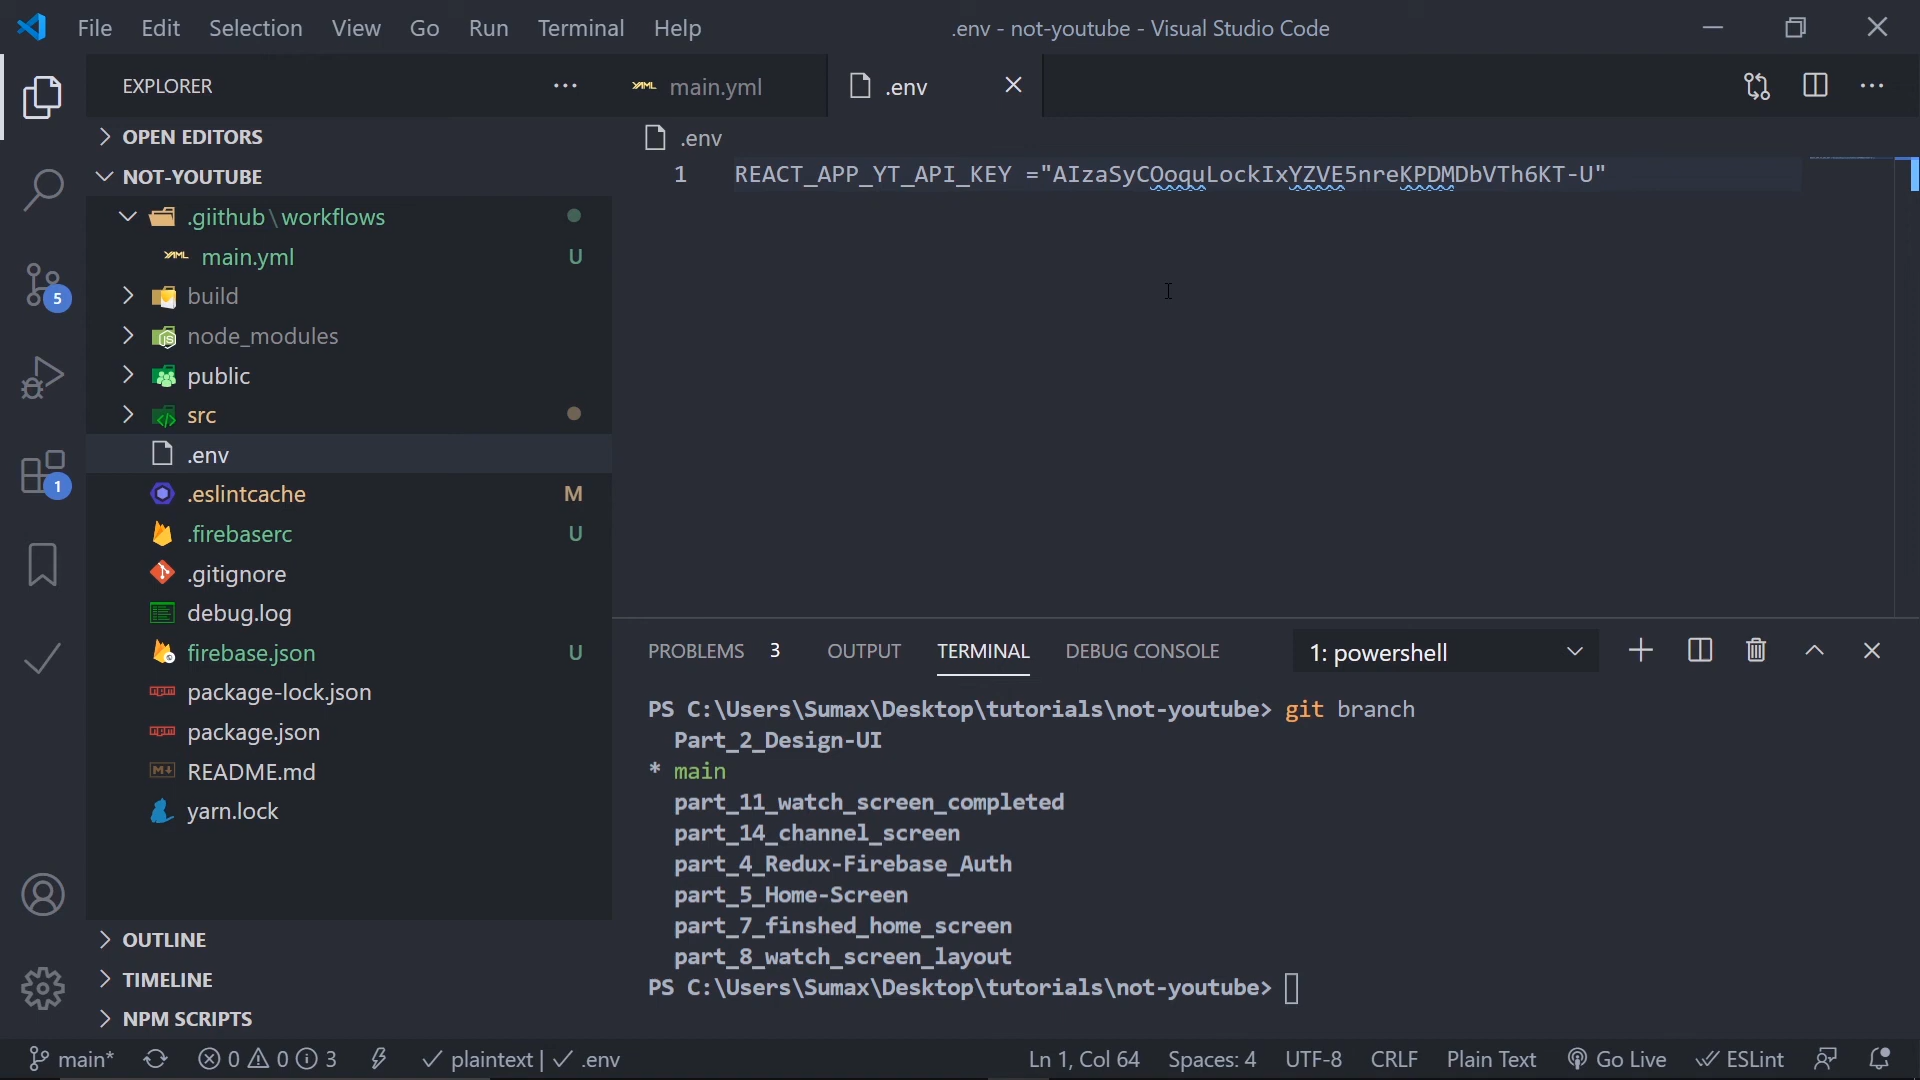 File Edit Selection View Go Run Terminal Help
.env - not-youtube - Visual Studio Code
EXPLORER
main.yml
.env
OPEN EDITORS
NOT-YOUTUBE
.giithub\workflows
main.yml U
build
node_modules
public
src
.env
.eslintcache M
.firebaserc U
.gitignore
debug.log
firebase.json U
package-lock.json
package.json
README.md
yarn.lock
OUTLINE
TIMELINE
NPM SCRIPTS
5
1
.env
1 REACT_APP_YT_API_KEY ="AIzaSyCOoquLockIxYZVE5nreKPDMDbVTh6KT-U"
PROBLEMS 3 OUTPUT TERMINAL DEBUG CONSOLE 1: powershell
PS C:\Users\Sumax\Desktop\tutorials\not-youtube> git branch
Part_2_Design-UI
* main
part_11_watch_screen_completed
part_14_channel_screen
part_4_Redux-Firebase_Auth
part_5_Home-Screen
part_7_finshed_home_screen
part_8_watch_screen_layout
PS C:\Users\Sumax\Desktop\tutorials\not-youtube>
main* 0 0 3 plaintext | .env Ln 1, Col 64 Spaces: 4 UTF-8 CRLF Plain Text Go Live ESLint